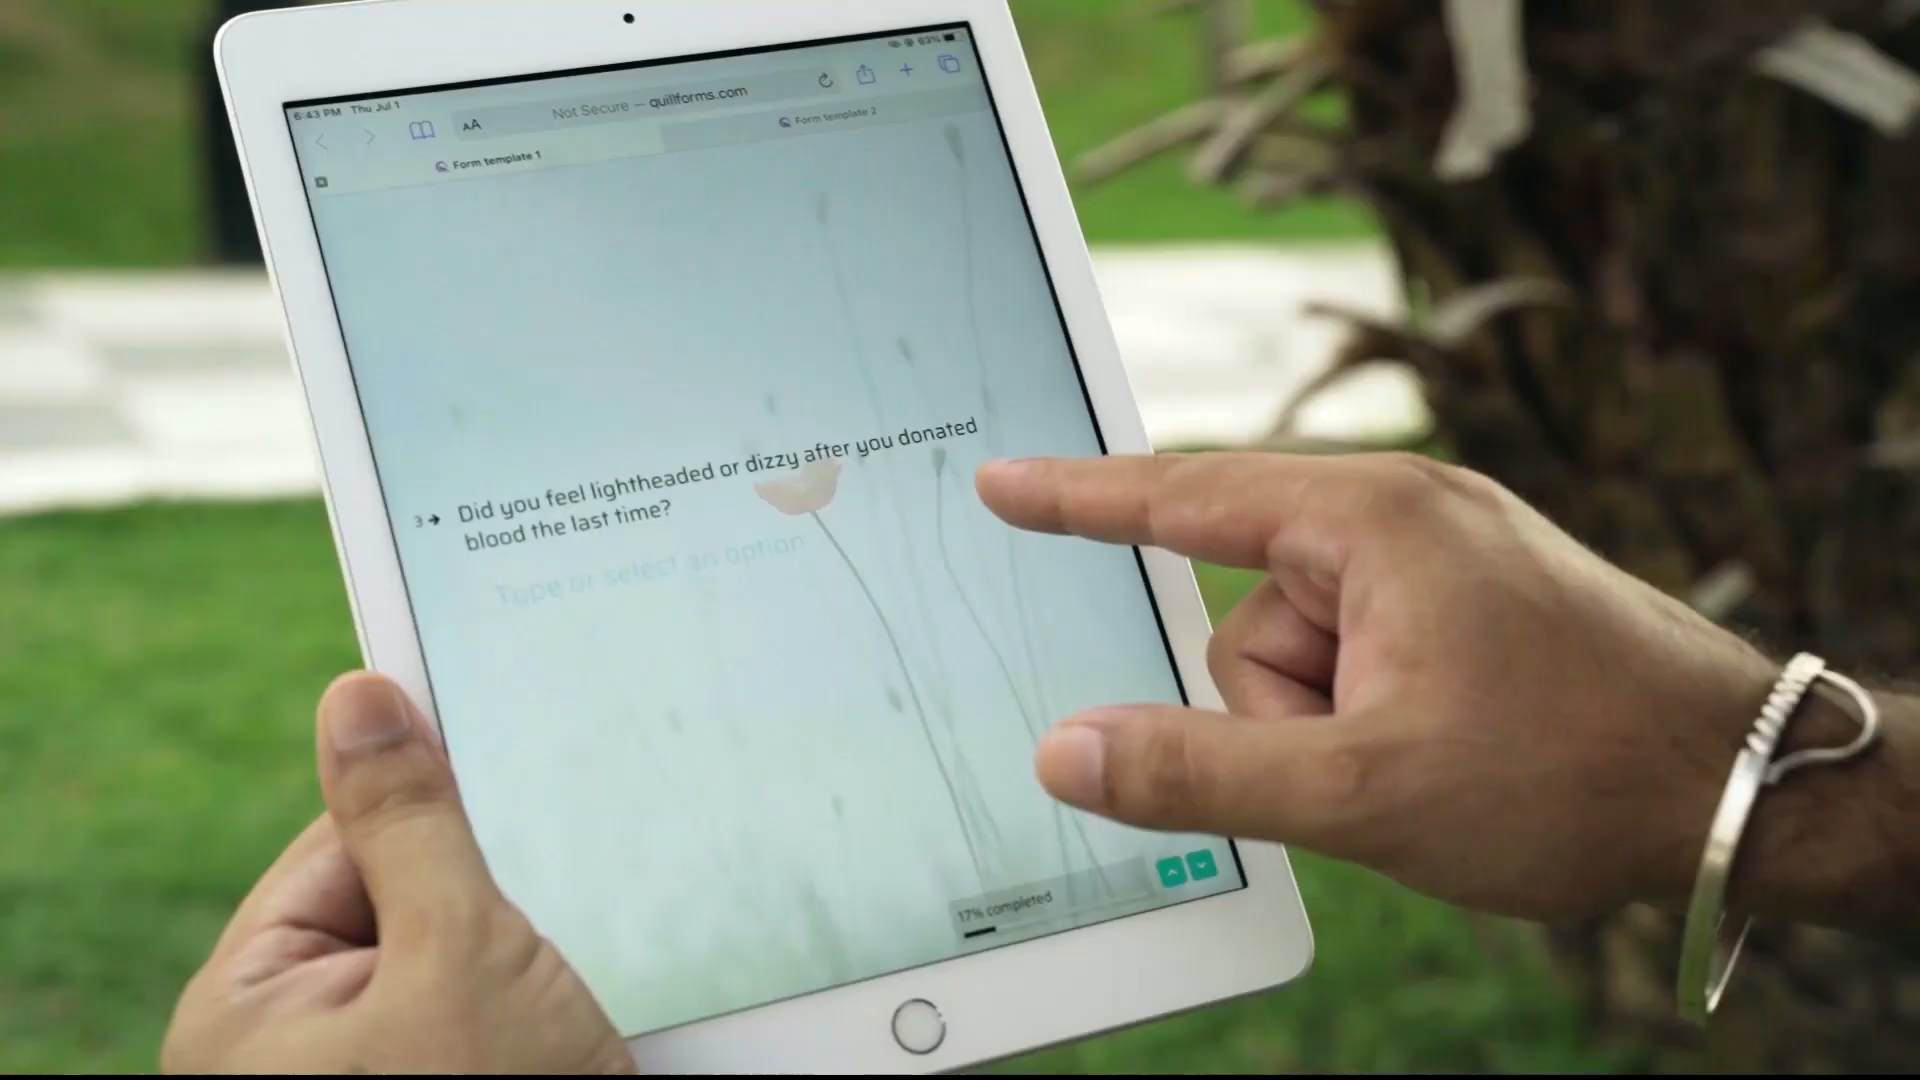 6:43 PM Thu Jul 1
63%
AA
Not Secure — quillforms.com
Form template 1
Form template 2
3 → Did you feel lightheaded or dizzy after you donated
blood the last time?
Type or select an option
17% completed